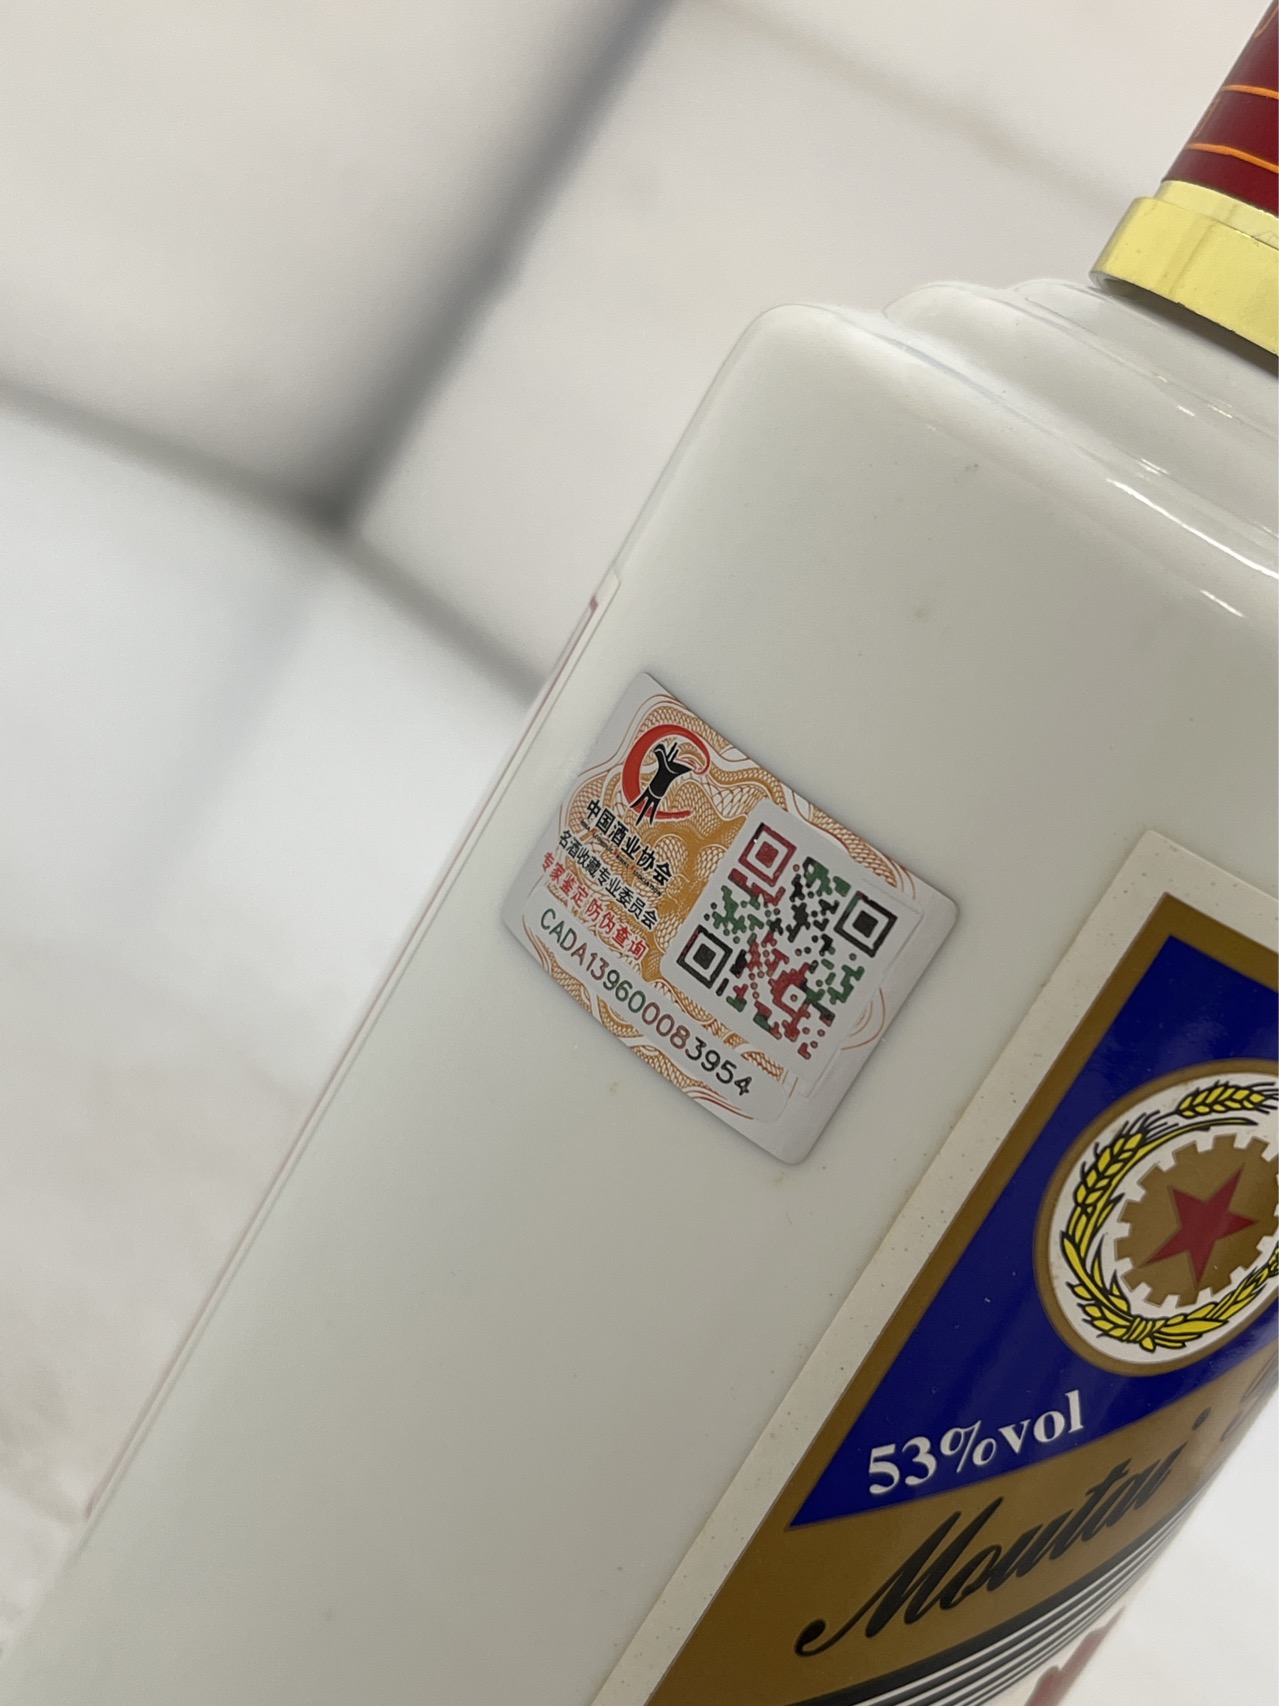 中国酒业协会
名酒收藏专业委员会
专家鉴定 防伪查询
CADA1396000083954
53%vol
Moutai